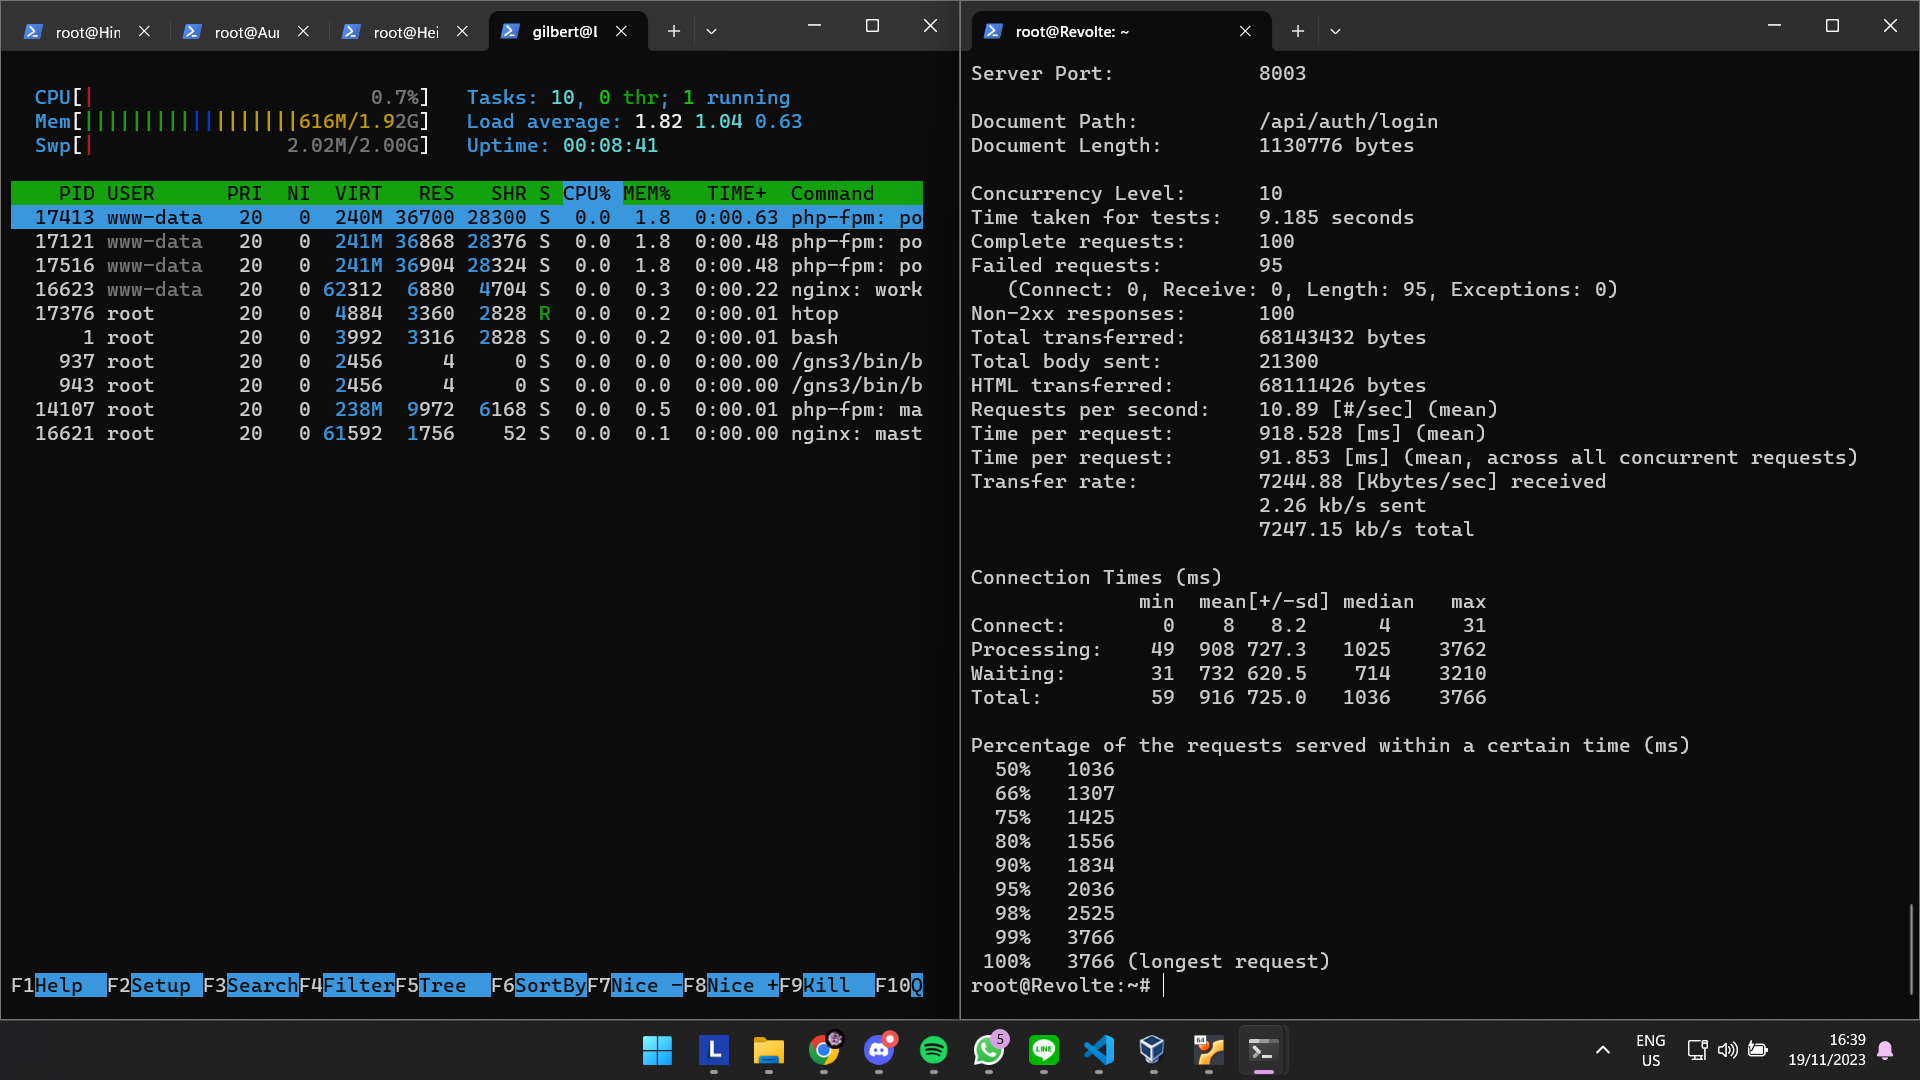 root@Hin
root@Aur
root@Hei
gilbert@l
CPU[| 0.7%]
Mem[||||||||||||||||||616M/1.92G]
Swp[| 2.02M/2.00G]
Tasks: 10, 0 thr; 1 running
Load average: 1.82 1.04 0.63
Uptime: 00:08:41
PID USER PRI NI VIRT RES SHR S CPU% MEM% TIME+ Command
17413 www-data 20 0 240M 36700 28300 S 0.0 1.8 0:00.63 php-fpm: po
17121 www-data 20 0 241M 36868 28376 S 0.0 1.8 0:00.48 php-fpm: po
17516 www-data 20 0 241M 36904 28324 S 0.0 1.8 0:00.48 php-fpm: po
16623 www-data 20 0 62312 6880 4704 S 0.0 0.3 0:00.22 nginx: work
17376 root 20 0 4884 3360 2828 R 0.0 0.2 0:00.01 htop
1 root 20 0 3992 3316 2828 S 0.0 0.2 0:00.01 bash
937 root 20 0 2456 4 0 S 0.0 0.0 0:00.00 /gns3/bin/b
943 root 20 0 2456 4 0 S 0.0 0.0 0:00.00 /gns3/bin/b
14107 root 20 0 238M 9972 6168 S 0.0 0.5 0:00.01 php-fpm: ma
16621 root 20 0 61592 1756 52 S 0.0 0.1 0:00.00 nginx: mast
F1Help F2Setup F3SearchF4FilterF5Tree F6SortByF7Nice -F8Nice +F9Kill F10Q
root@Revolte: ~
Server Port: 8003
Document Path: /api/auth/login
Document Length: 1130776 bytes
Concurrency Level: 10
Time taken for tests: 9.185 seconds
Complete requests: 100
Failed requests: 95
(Connect: 0, Receive: 0, Length: 95, Exceptions: 0)
Non-2xx responses: 100
Total transferred: 68143432 bytes
Total body sent: 21300
HTML transferred: 68111426 bytes
Requests per second: 10.89 [#/sec] (mean)
Time per request: 918.528 [ms] (mean)
Time per request: 91.853 [ms] (mean, across all concurrent requests)
Transfer rate: 7244.88 [Kbytes/sec] received
2.26 kb/s sent
7247.15 kb/s total
Connection Times (ms)
min mean[+/-sd] median max
Connect: 0 8 8.2 4 31
Processing: 49 908 727.3 1025 3762
Waiting: 31 732 620.5 714 3210
Total: 59 916 725.0 1036 3766
Percentage of the requests served within a certain time (ms)
50% 1036
66% 1307
75% 1425
80% 1556
90% 1834
95% 2036
98% 2525
99% 3766
100% 3766 (longest request)
root@Revolte:~#
L
5
LINE
64
ENG
US
16:39
19/11/2023